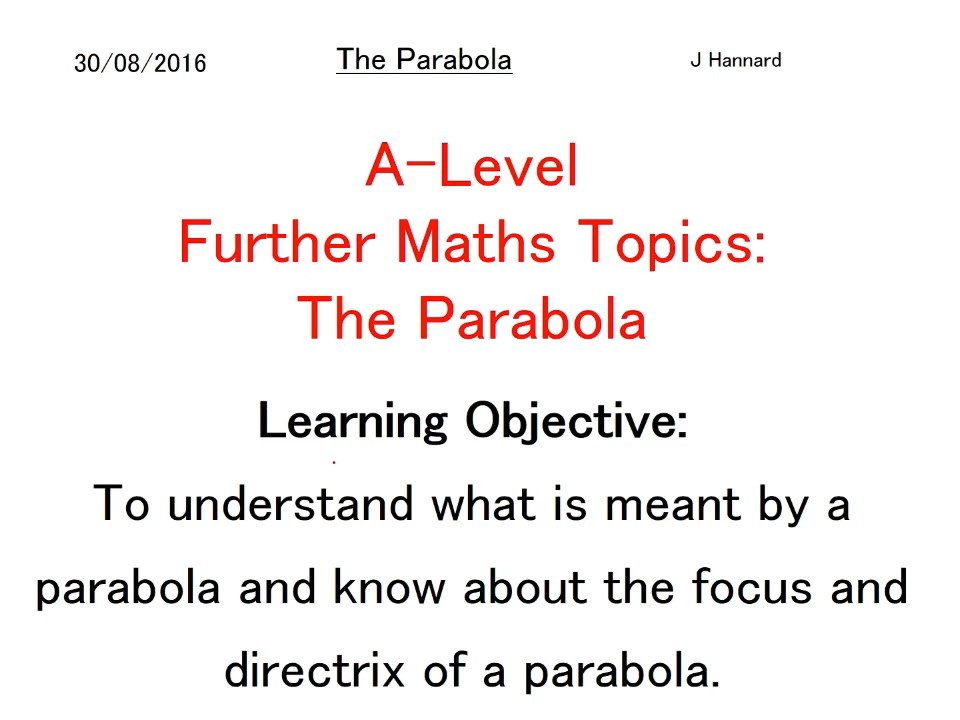 30/08/2016 The Parabola J Hannard
A-Level
Further Maths Topics:
The Parabola
Learning Objective:
To understand what is meant by a
parabola and know about the focus and
directrix of a parabola.